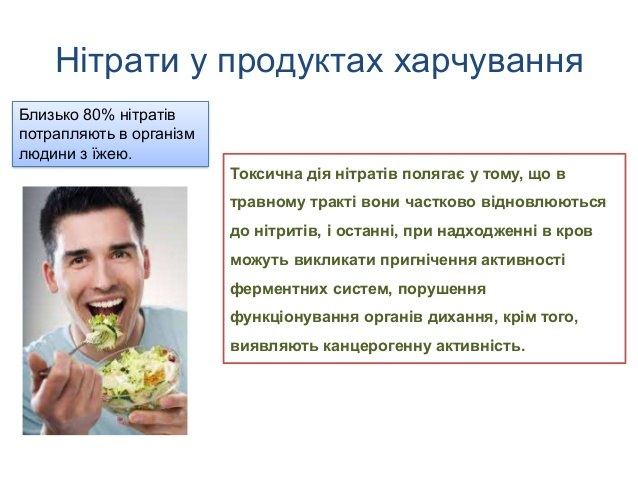 Нітрати у продуктах харчування
Близько 80% нітратів
потрапляють в організм
людини з їжею.
Токсична дія нітратів полягає у тому, що в
травному тракті вони частково відновлюються
до нітритів, і останні, при надходженні в кров
можуть викликати пригнічення активності
ферментних систем, порушення
функціонування органів дихання, крім того,
виявляють канцерогенну активність.